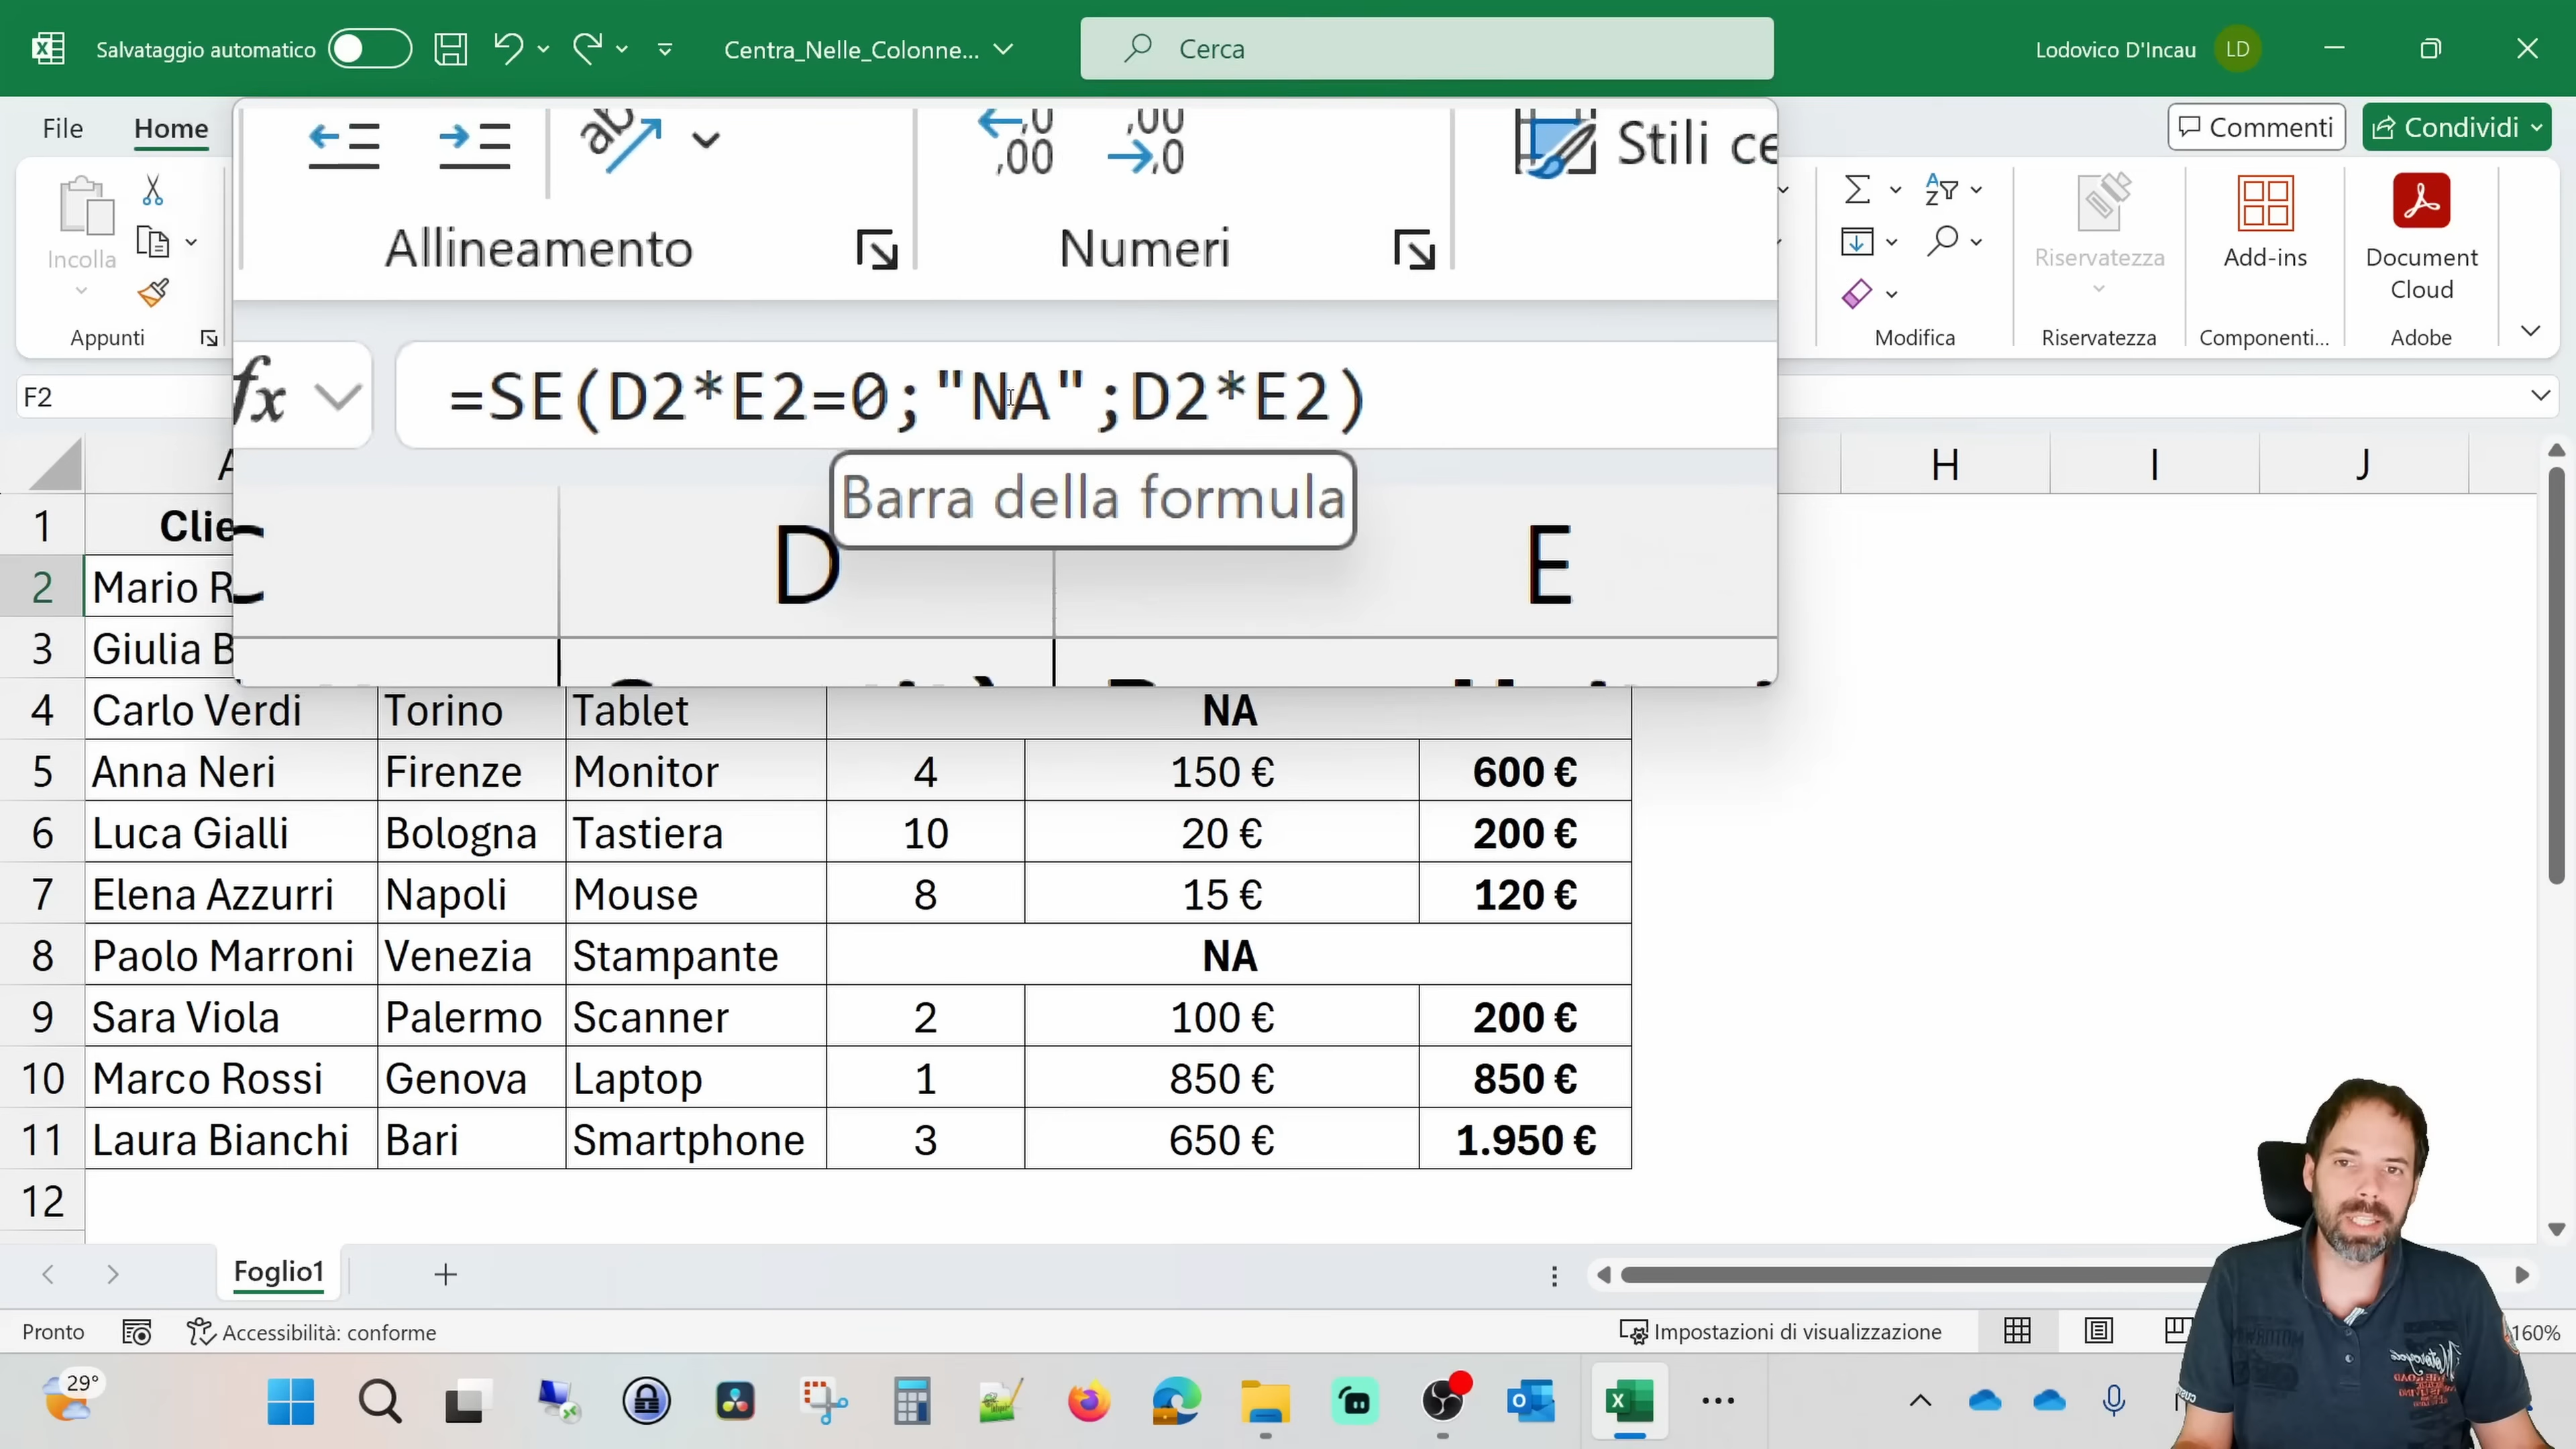 Salvataggio automatico
Centra_Nelle_Colonne...
Cerca
Lodovico D'Incau
LD
File
Home
Commenti
Condividi
Incolla
Appunti
ab
,0
,00
,00
,0
Stili ce
Allineamento
Numeri
Modifica
Riservatezza
Riservatezza
Add-ins
Componenti...
Document
Cloud
Adobe
F2
fx
=SE(D2*E2=0;"NA";D2*E2)
Barra della formula
C
D
E
H
I
J
1
Clie
2
Mario R
3
Giulia B
4 Carlo Verdi Torino Tablet NA
5 Anna Neri Firenze Monitor 4 150 € 600 €
6 Luca Gialli Bologna Tastiera 10 20 € 200 €
7 Elena Azzurri Napoli Mouse 8 15 € 120 €
8 Paolo Marroni Venezia Stampante NA
9 Sara Viola Palermo Scanner 2 100 € 200 €
10 Marco Rossi Genova Laptop 1 850 € 850 €
11 Laura Bianchi Bari Smartphone 3 650 € 1.950 €
12
Foglio1
Pronto
Accessibilità: conforme
Impostazioni di visualizzazione
160%
29°